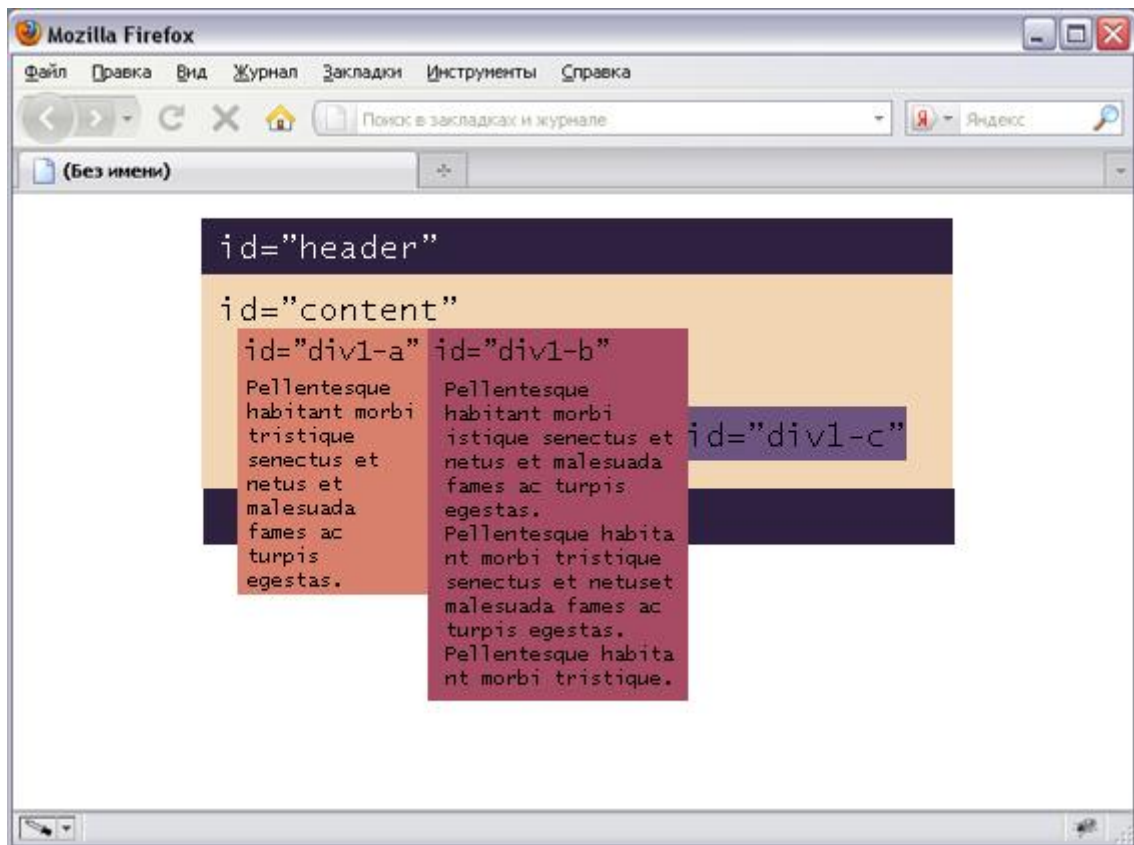 Mozilla Firefox
Файл Правка Вид Журнал Закладки Инструменты Справка
Поиск в закладках и журнале
Я Яндекс
(Без имени)
id=”header”
id=”content”
id=”div1-a”
Pellentesque
habitant morbi
tristique
senectus et
netus et
malesuada
fames ac
turpis
egestas.
id=”div1-b”
Pellentesque
habitant morbi
istique senectus et
netus et malesuada
fames ac turpis
egestas.
Pellentesque habita
nt morbi tristique
senectus et netuset
malesuada fames ac
turpis egestas.
Pellentesque habita
nt morbi tristique.
id=”div1-c”